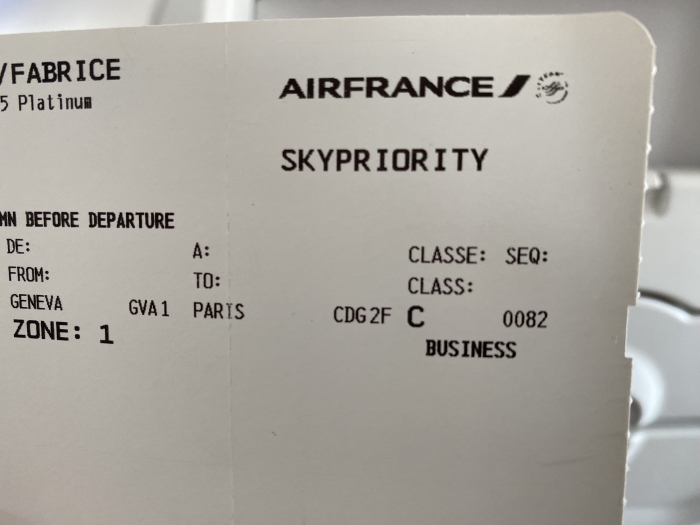 /FABRICE
5 Platinum
AIRFRANCE
SKYPRIORITY
MN BEFORE DEPARTURE
DE: A: CLASSE: SEQ:
FROM: TO: CLASS:
GENEVA GVA1 PARIS CDG2F C 0082
ZONE: 1 BUSINESS